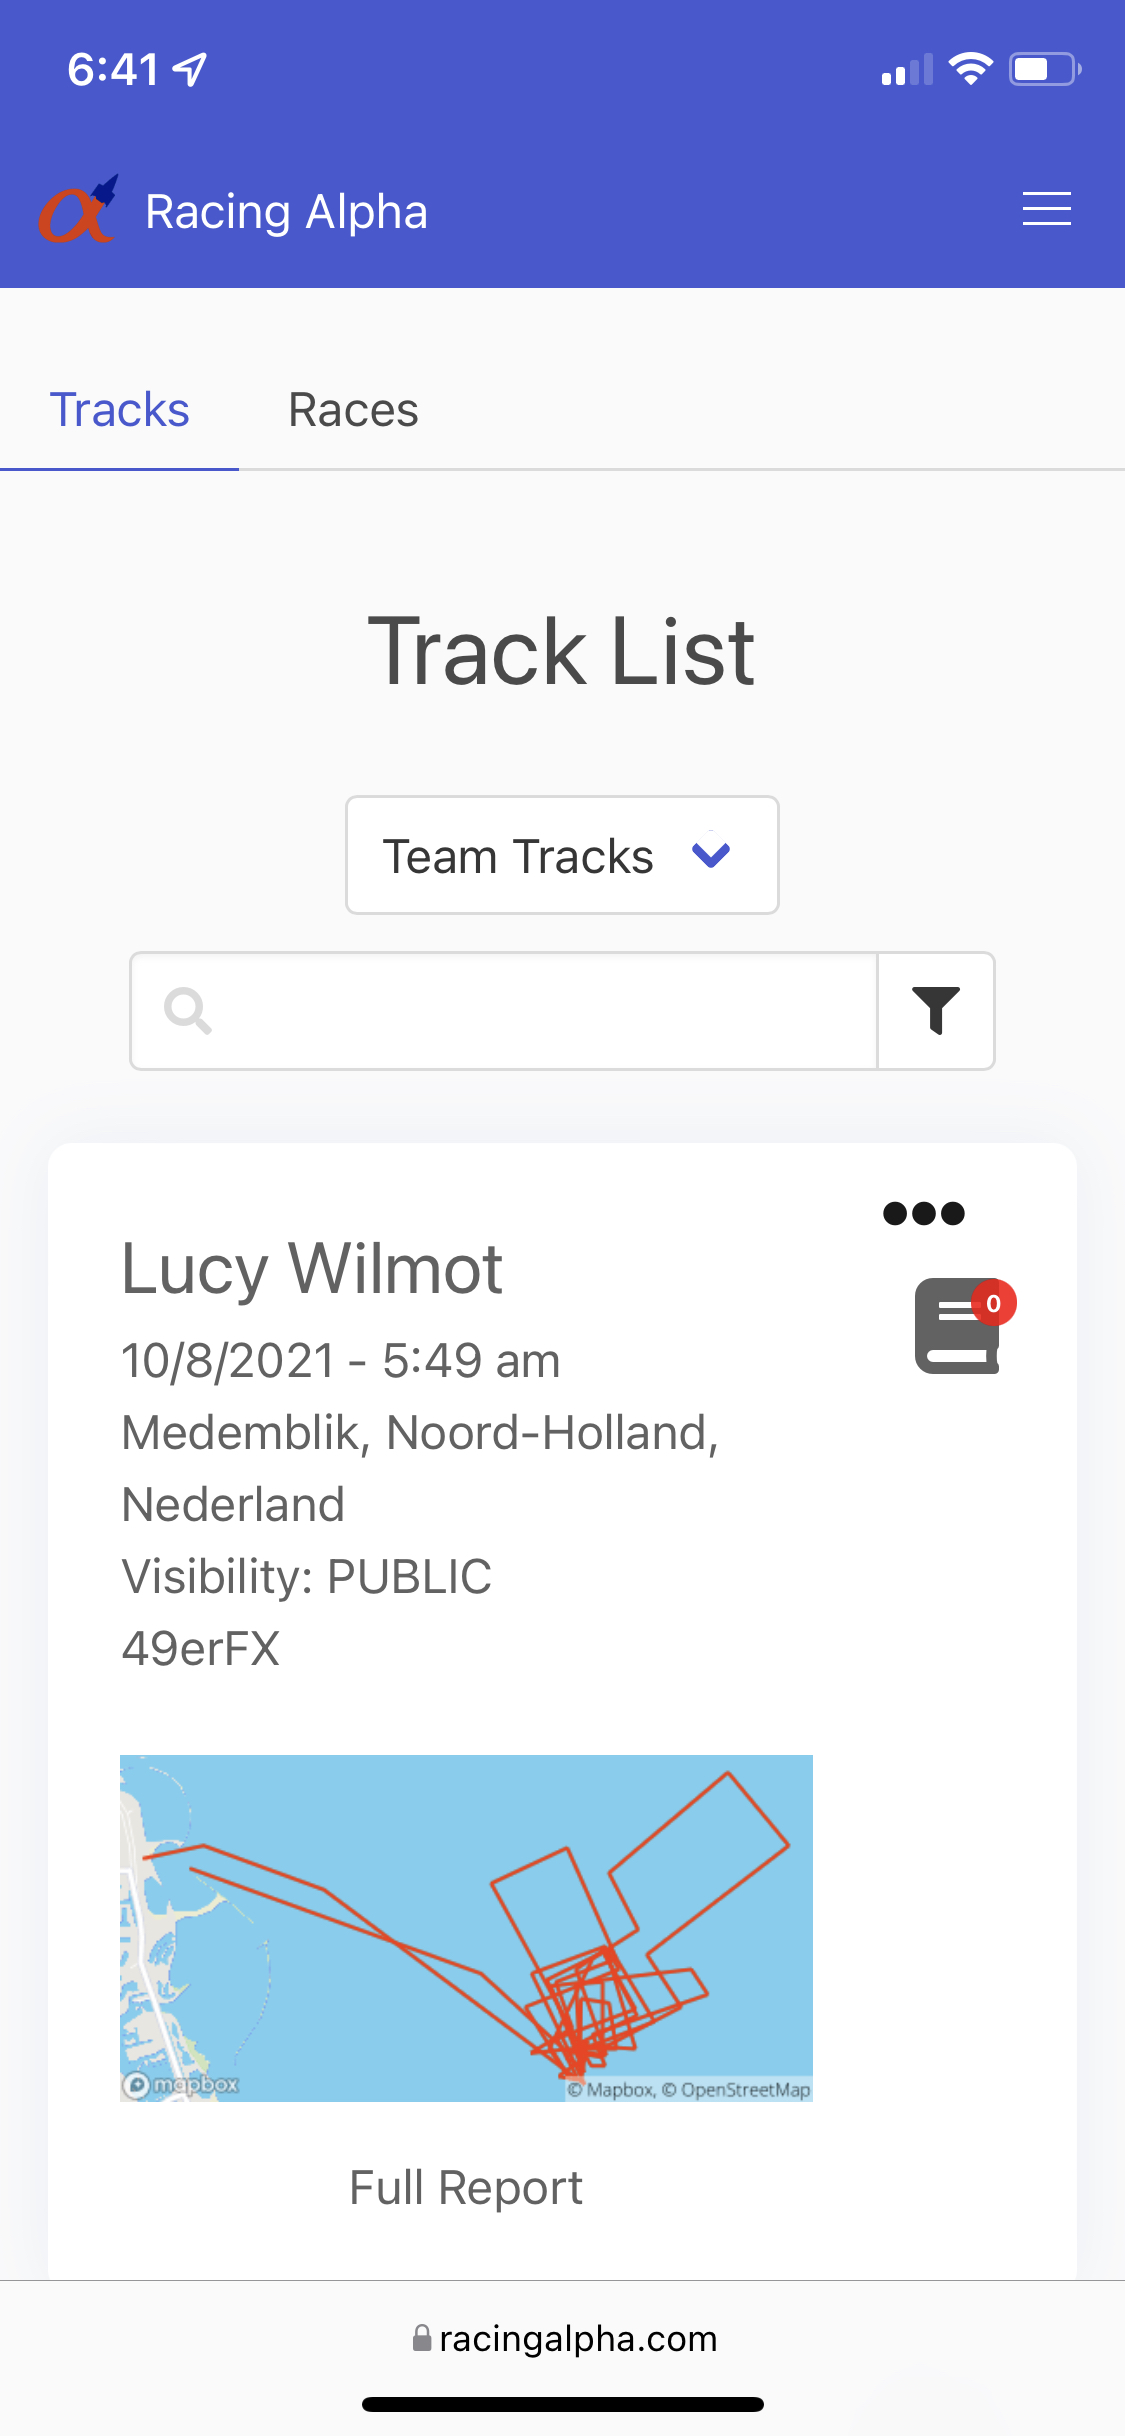 6:41
Racing Alpha
Tracks Races
Track List
Team Tracks
Lucy Wilmot
0
10/8/2021 - 5:49 am
Medemblik, Noord-Holland,
Nederland
Visibility: PUBLIC
49erFX
mapbox
© Mapbox, © OpenStreetMap
Full Report
racingalpha.com